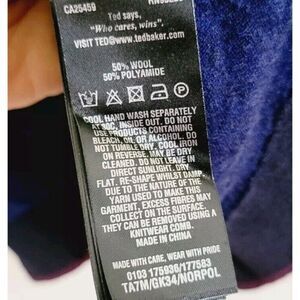 CA25459
Ted says,
"Who cares, wins".
VISIT TED@www.tedbaker.com
50% WOOL
50% POLYAMIDE
COOL HAND WASH SEPARATELY
AT 30C, INSIDE OUT. DO NOT
USE PRODUCTS CONTAINING
BLEACH, OIL OR ALCOHOL. DO
NOT TUMBLE DRY. COOL IRON
ON REVERSE. MAY BE DRY
CLEANED. DO NOT LEAVE IN
DIRECT SUNLIGHT. DRY
FLAT. RE-SHAPE WHILST DAMP.
DUE TO THE NATURE OF THE
YARN USED TO MAKE THIS
GARMENT, EXCESS FIBRES MAY
COLLECT ON THE SURFACE.
THESE CAN BE REMOVED BY A
KNITWEAR COMB.
MADE IN CHINA
MADE WITH CARE, WEAR WITH PRIDE
0103 175936/177583
TA7M/GK34/NORPOL